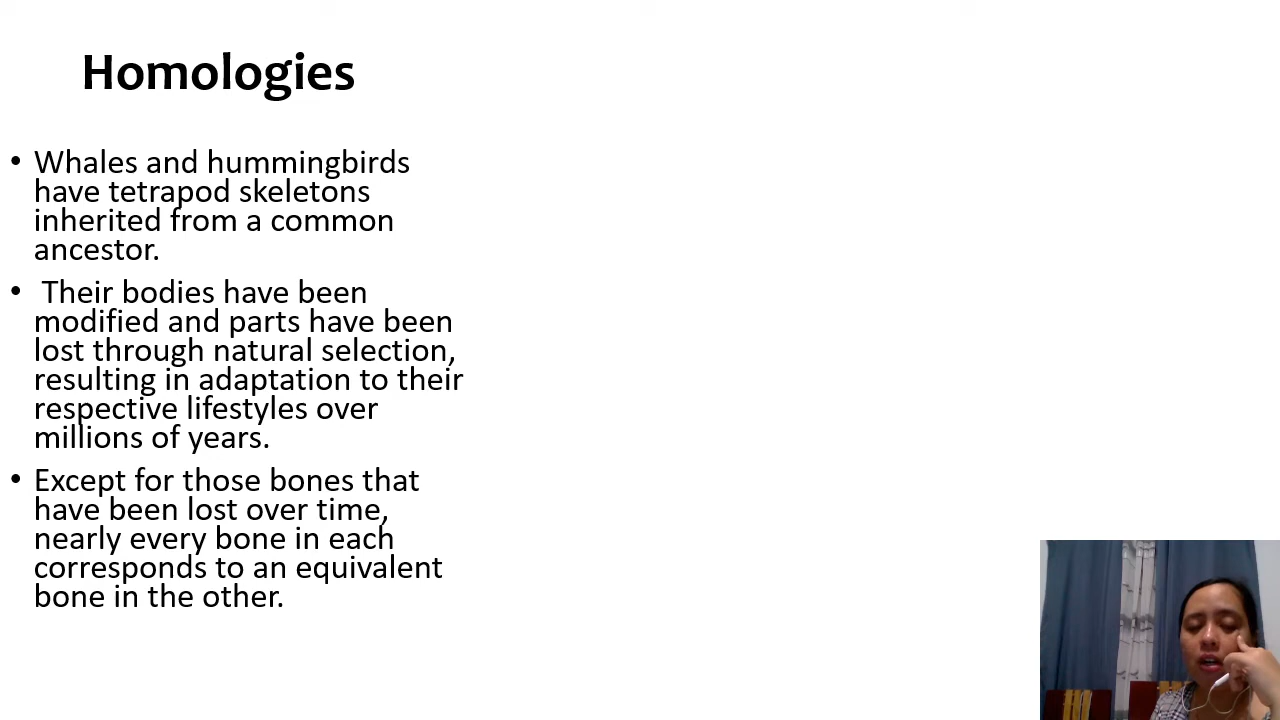 Homologies
• Whales and hummingbirds
have tetrapod skeletons
inherited from a common
ancestor.
• Their bodies have been
modified and parts have been
lost through natural selection,
resulting in adaptation to their
respective lifestyles over
millions of years.
• Except for those bones that
have been lost over time,
nearly every bone in each
corresponds to an equivalent
bone in the other.